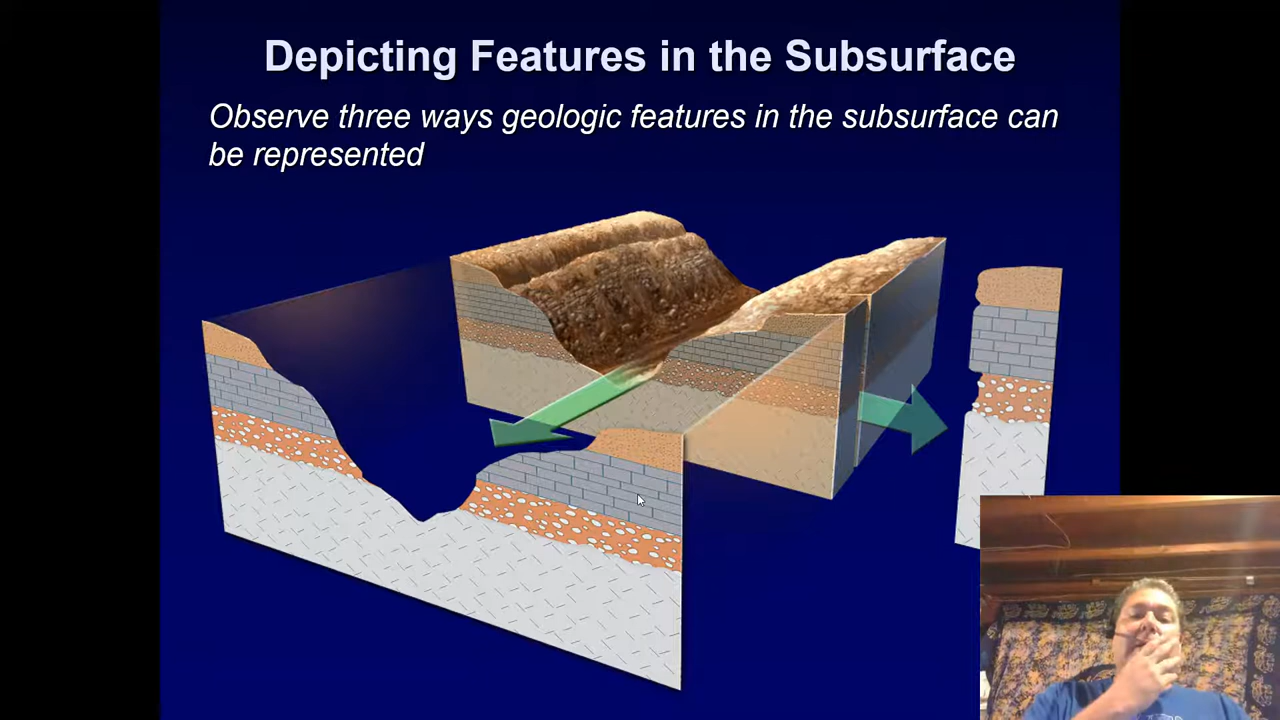 Depicting Features in the Subsurface
Observe three ways geologic features in the subsurface can
be represented